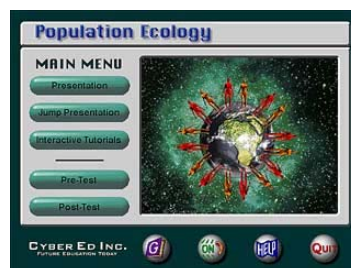 Population Ecology
MAIN MENU
Presentation
Jump Presentation
Interactive Tutorials
Pre-Test
Post-Test
CYBER ED INC.
FUTURE EDUCATION TODAY
G
ON
HELP
QUIT